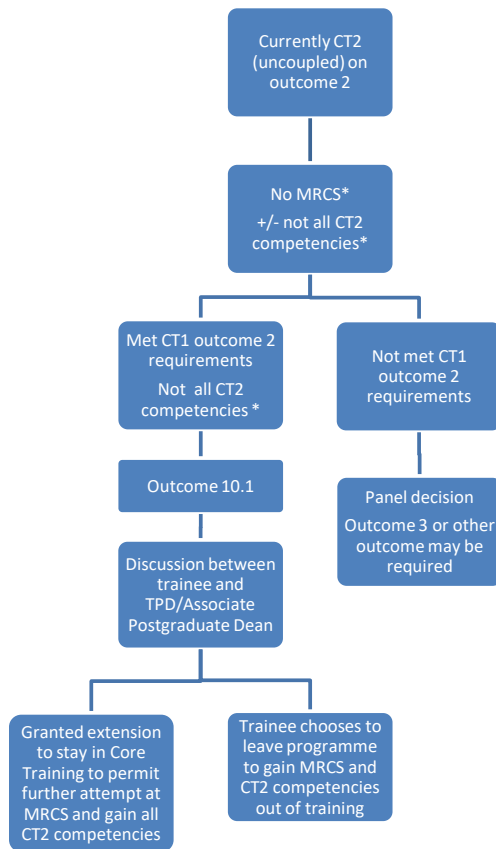 Currently CT2
(uncoupled) on
outcome 2
No MRCS*
+/- not all CT2
competencies*
Met CT1 outcome 2
requirements
Not all CT2
competencies *
Not met CT1
outcome 2
requirements
Outcome 10.1
Panel decision
Outcome 3 or other
outcome may be
required
Discussion between
trainee and
TPD/Associate
Postgraduate Dean
Granted extension
to stay in Core
Training to permit
further attempt at
MRCS and gain all
CT2 competencies
Trainee chooses to
leave programme
to gain MRCS and
CT2 competencies
out of training